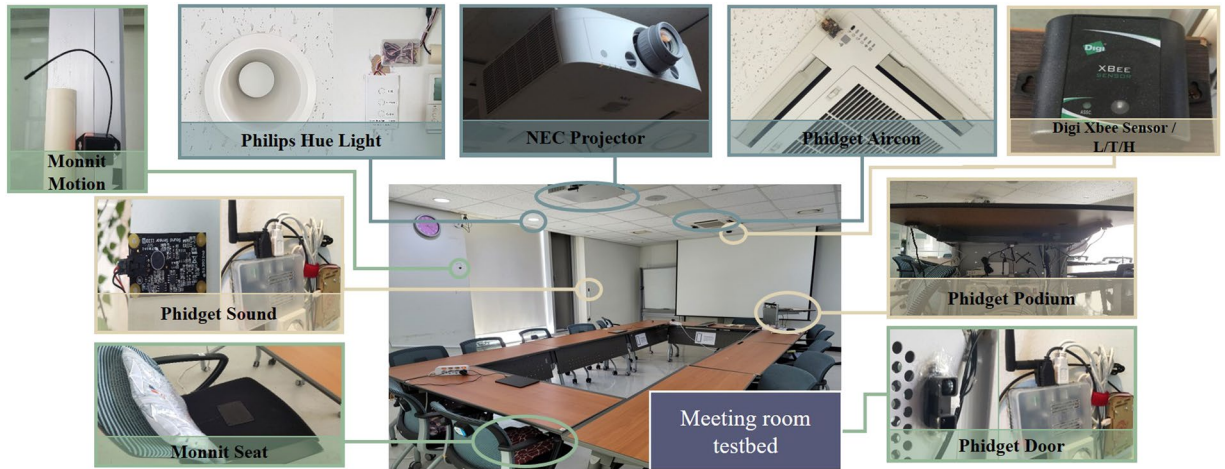 Monnit
Motion
Philips Hue Light
NEC Projector
Phidget Aircon
Digi
XBEE
SENSOR
Digi Xbee Sensor /
L/T/H
Phidget Sound
Phidget Podium
Monnit Seat
Meeting room
testbed
Phidget Door